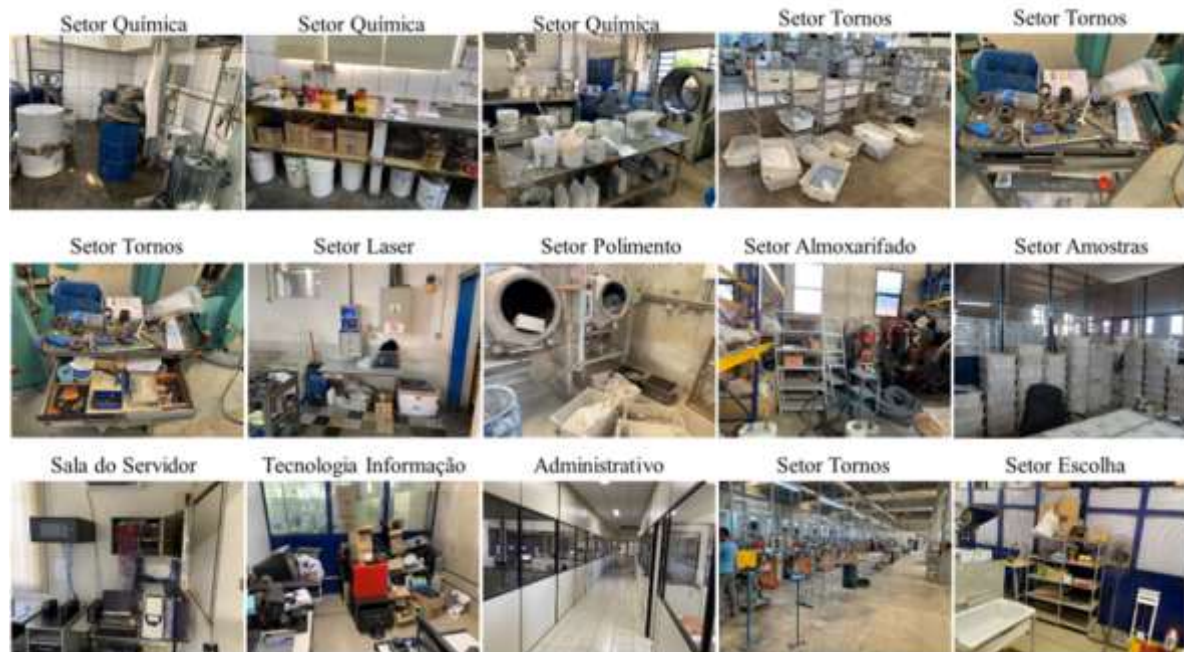 Setor Química
Setor Química
Setor Química
Setor Tornos
Setor Tornos
Setor Tornos
Setor Laser
Setor Polimento
Setor Almoxarifado
Setor Amostras
Sala do Servidor
Tecnologia Informação
Administrativo
Setor Tornos
Setor Escolha